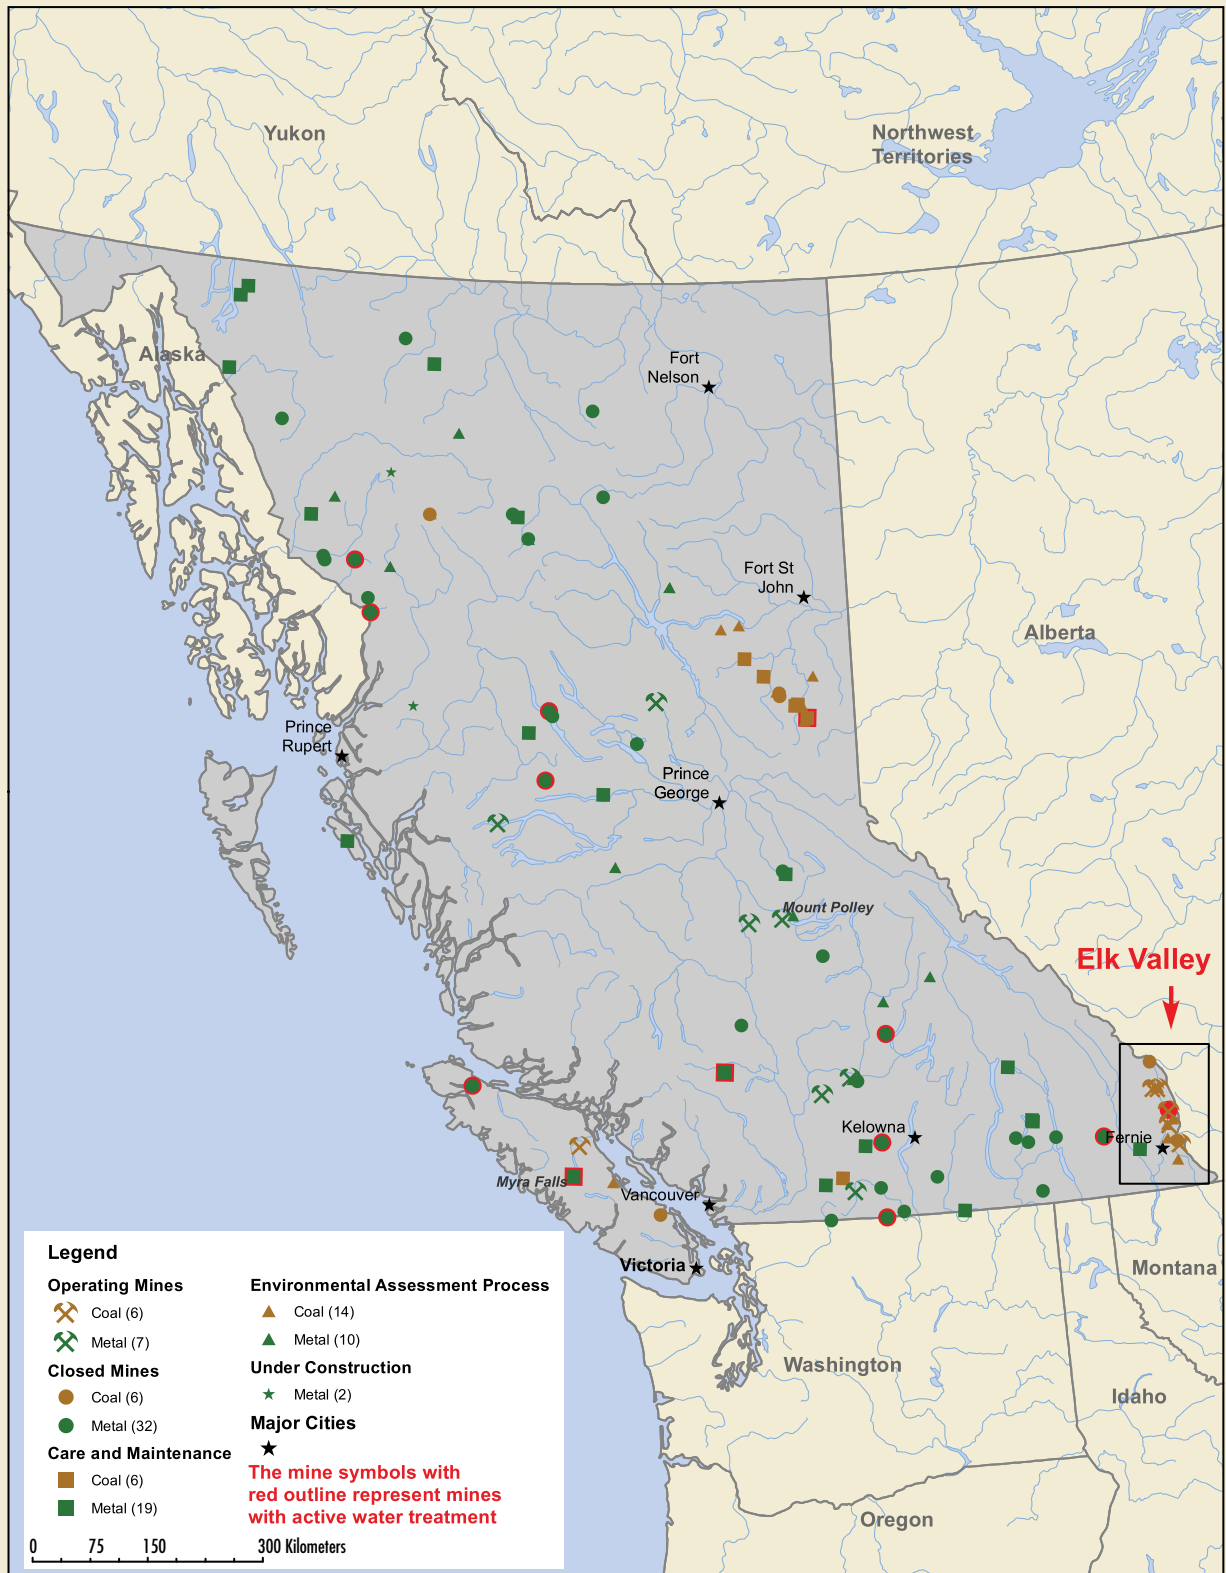 Yukon
Northwest
Territories
Alaska
Fort
Nelson
Fort St
John
Alberta
Prince
Rupert
Prince
George
Mount Polley
Elk Valley
Kelowna
Fernie
Myra Falls
Vancouver
Victoria
Montana
Washington
Idaho
Oregon
Legend
Operating Mines
Coal (6)
Metal (7)
Closed Mines
Coal (6)
Metal (32)
Care and Maintenance
Coal (6)
Metal (19)
Environmental Assessment Process
Coal (14)
Metal (10)
Under Construction
Metal (2)
Major Cities
The mine symbols with
red outline represent mines
with active water treatment
0 75 150 300 Kilometers